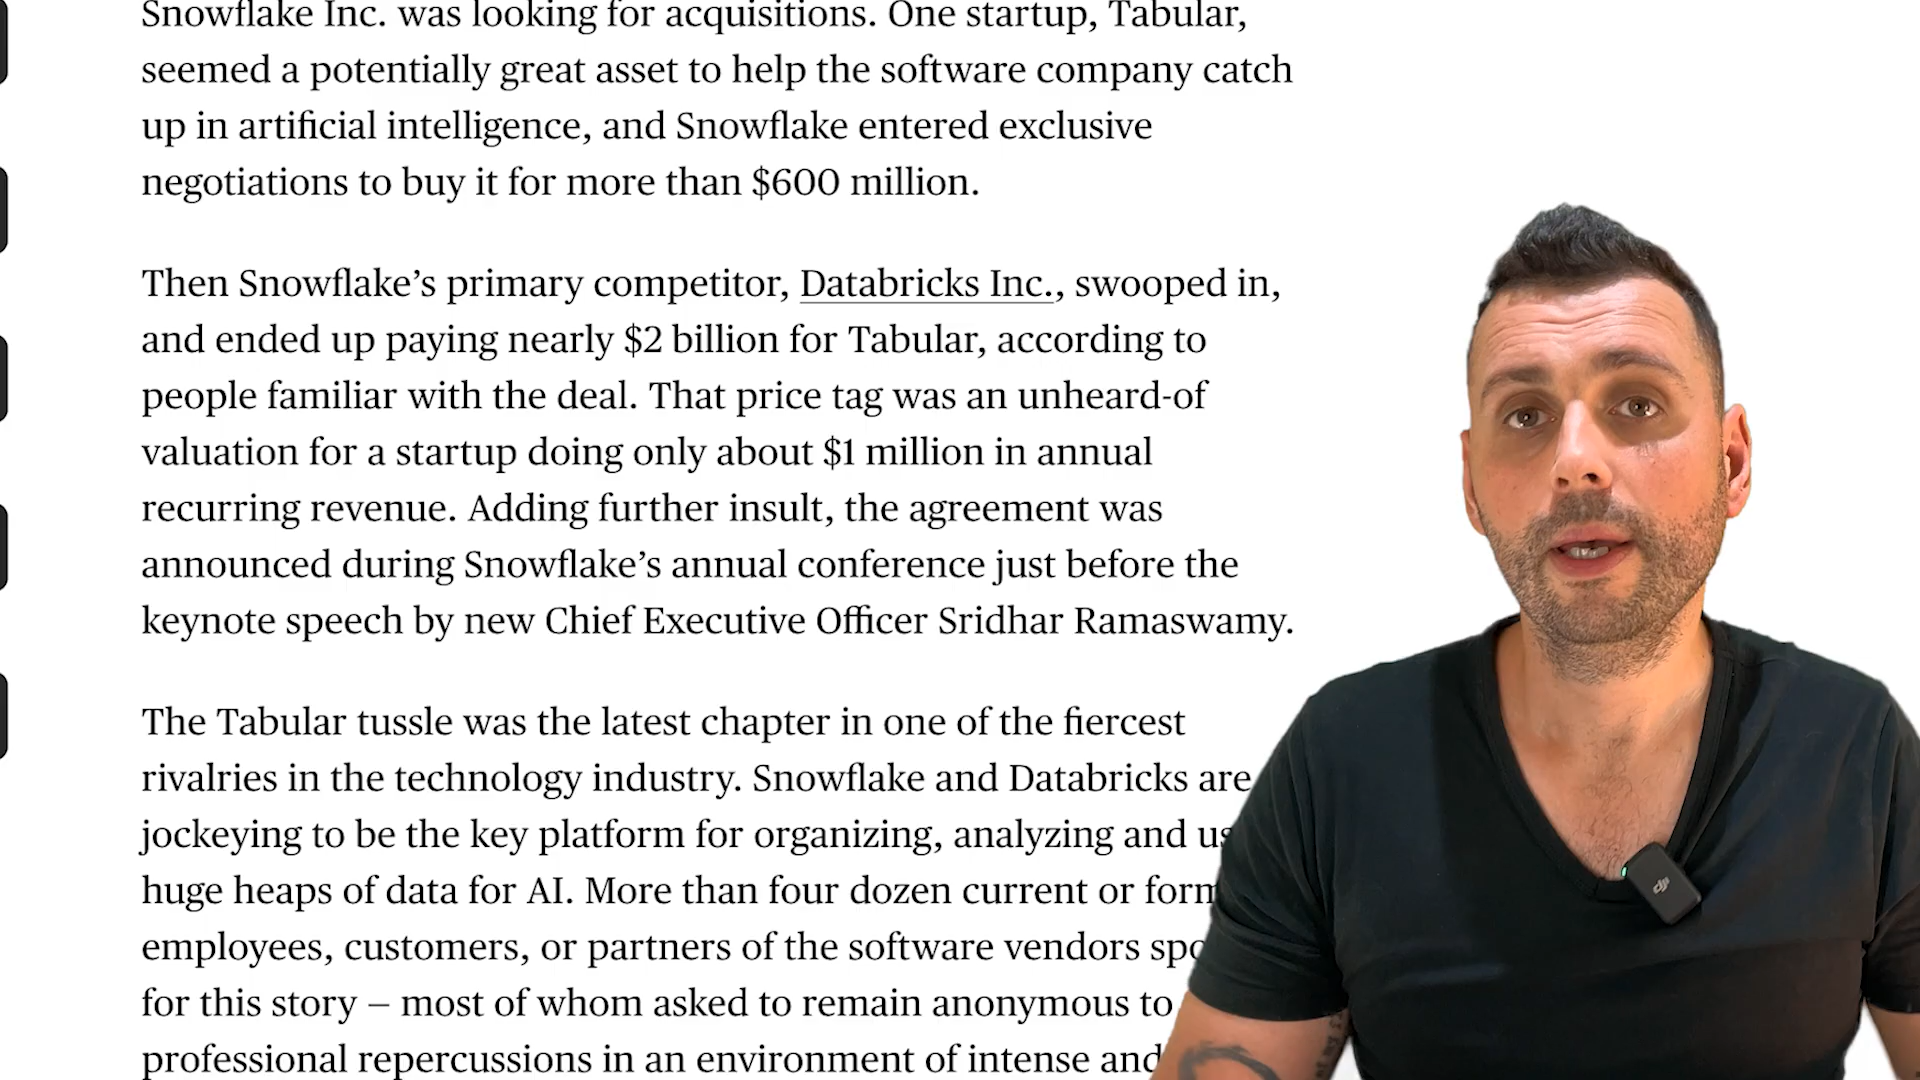 Snowflake Inc. was looking for acquisitions. One startup, Tabular,
seemed a potentially great asset to help the software company catch
up in artificial intelligence, and Snowflake entered exclusive
negotiations to buy it for more than $600 million.
Then Snowflake’s primary competitor, Databricks Inc., swooped in,
and ended up paying nearly $2 billion for Tabular, according to
people familiar with the deal. That price tag was an unheard-of
valuation for a startup doing only about $1 million in annual
recurring revenue. Adding further insult, the agreement was
announced during Snowflake’s annual conference just before the
keynote speech by new Chief Executive Officer Sridhar Ramaswamy.
The Tabular tussle was the latest chapter in one of the fiercest
rivalries in the technology industry. Snowflake and Databricks are
jockeying to be the key platform for organizing, analyzing and
huge heaps of data for AI. More than four dozen current or
employees, customers, or partners of the software vendors
for this story – most of whom asked to remain anonymous to
professional repercussions in an environment of intense and
dji